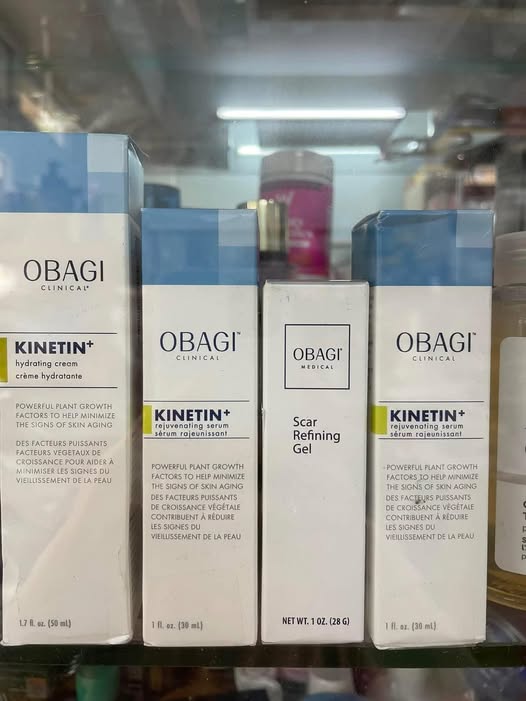 OBAGI
CLINICAL®
KINETIN+
hydrating cream
crème hydratante
POWERFUL PLANT GROWTH
FACTORS TO HELP MINIMIZE
THE SIGNS OF SKIN AGING
DES FACTEURS PUISSANTS
FACTEURS VEGETAUX DE
CROISSANCE POUR AIDER À
MINIMISER LES SIGNES DU
VIEILLISSEMENT DE LA PEAU
1.7 fl. oz. (50 mL)
OBAGI™
CLINICAL
KINETIN+
rejuvenating serum
sérum rajeunissant
POWERFUL PLANT GROWTH
FACTORS TO HELP MINIMIZE
THE SIGNS OF SKIN AGING
DES FACTEURS PUISSANTS
DE CROISSANCE VÉGÉTALE
CONTRIBUENT À RÉDUIRE
LES SIGNES DU
VIEILLISSEMENT DE LA PEAU
1 fl. oz. (30 mL)
OBAGI
MEDICAL
Scar
Refining
Gel
NET WT. 1 OZ. (28 G)
OBAGI™
CLINICAL
KINETIN+
rejuvenating serum
sérum rajeunissant
POWERFUL PLANT GROWTH
FACTORS TO HELP MINIMIZE
THE SIGNS OF SKIN AGING
DES FACTEURS PUISSANTS
DE CROISSANCE VÉGÉTALE
CONTRIBUENT À RÉDUIRE
LES SIGNES DU
VIEILLISSEMENT DE LA PEAU
1 fl. oz. (30 mL)